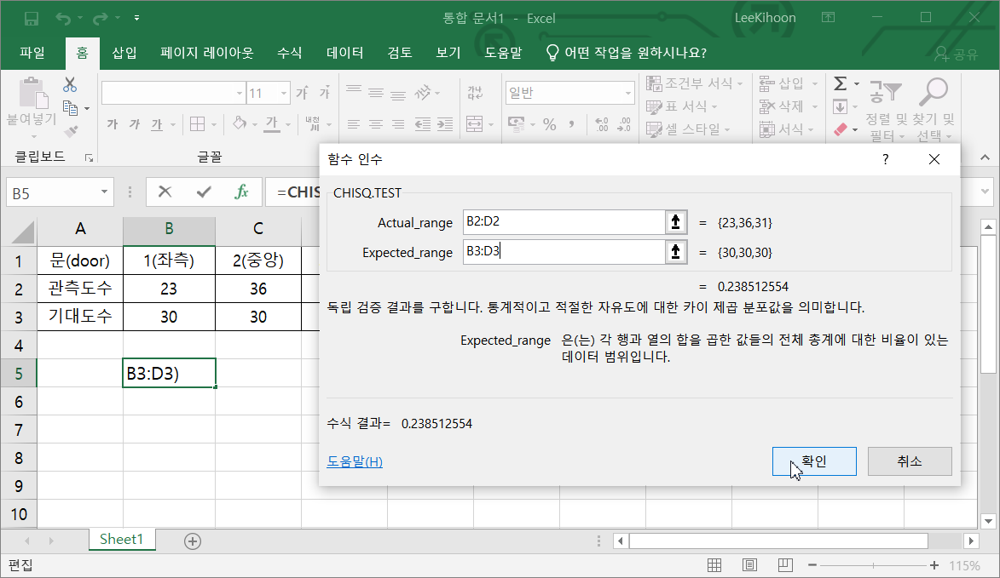 통합 문서1 - Excel
LeeKihoon
파일 홈 삽입 페이지 레이아웃 수식 데이터 검토 보기 도움말 어떤 작업을 원하시나요? 공유
붙여넣기
클립보드
11 가 가
가 가 가 가 내천
글꼴
가나
일반
% ,
조건부 서식
표 서식
셀 스타일
삽입
삭제
서식
Σ
정렬 및 필터
찾기 및 선택
B5
fx
=CHIS
함수 인수
?
CHISQ.TEST
Actual_range B2:D2 = {23,36,31}
Expected_range B3:D3 = {30,30,30}
= 0.238512554
독립 검증 결과를 구합니다. 통계적이고 적절한 자유도에 대한 카이 제곱 분포값을 의미합니다.
Expected_range 은(는) 각 행과 열의 합을 곱한 값들의 전체 총계에 대한 비율이 있는
데이터 범위입니다.
수식 결과= 0.238512554
도움말(H)
확인 취소
A B C
1 문(door) 1(좌측) 2(중앙)
2 관측도수 23 36
3 기대도수 30 30
4
5 B3:D3)
6
7
8
9
10
Sheet1
편집
115%